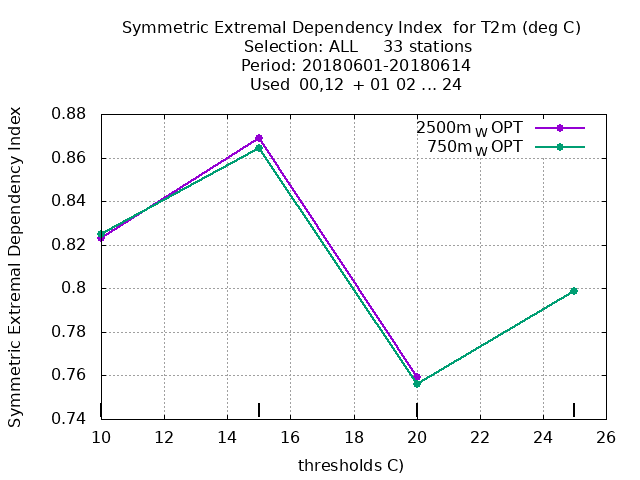 Symmetric Extremal Dependency Index  for T2m (deg C)
Selection: ALL     33 stations
Period: 20180601-20180614
Used  00,12  + 01 02 ... 24
Symmetric Extremal Dependency Index
0.88
0.86
0.84
0.82
0.8
0.78
0.76
0.74
2500m W OPT
750m W OPT
10 12 14 16 18 20 22 24 26
thresholds C)